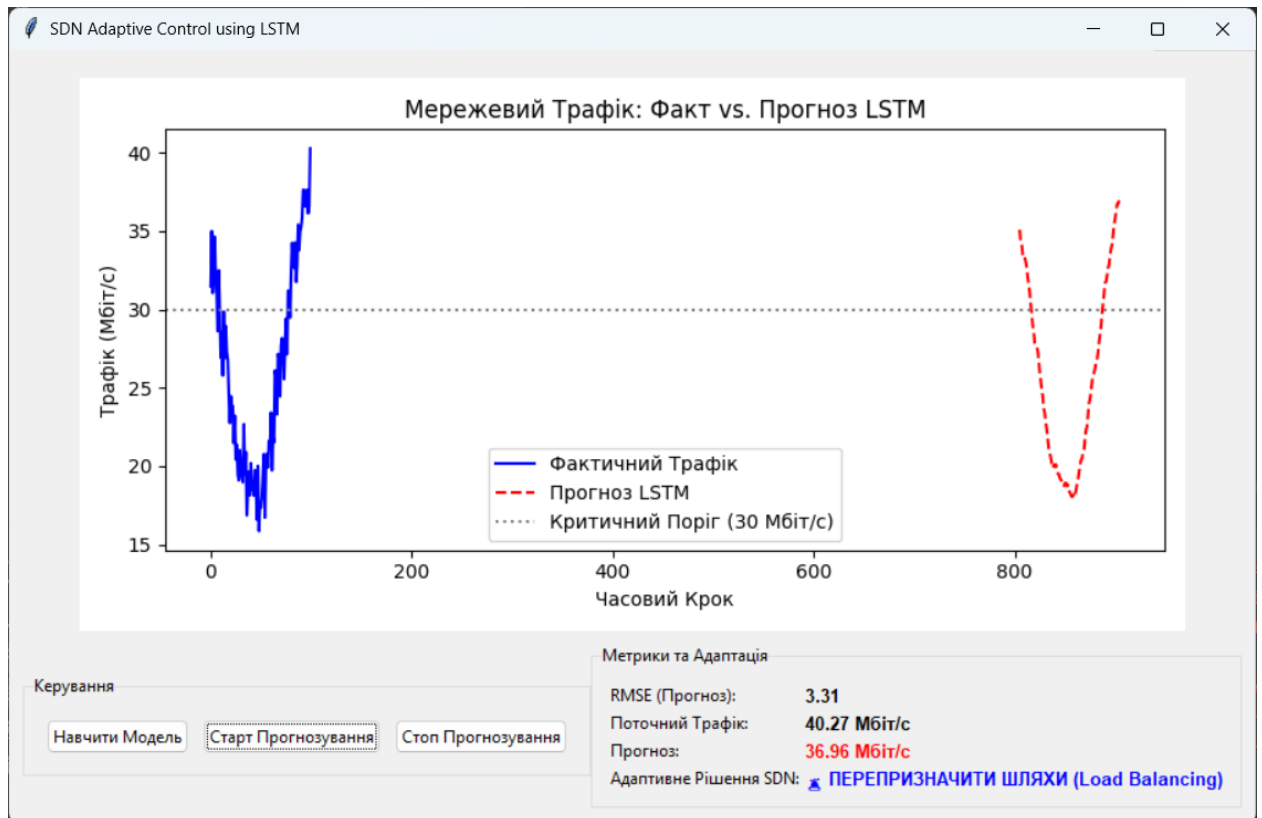 SDN Adaptive Control using LSTM
Мережевий Трафік: Факт vs. Прогноз LSTM
40
35
30
25
20
15
Трафік (Мбіт/с)
Фактичний Трафік
Прогноз LSTM
Критичний Поріг (30 Мбіт/с)
0 200 400 600 800
Часовий Крок
Керування
Навчити Модель Старт Прогнозування Стоп Прогнозування
Метрики та Адаптація
RMSE (Прогноз): 3.31
Поточний Трафік: 40.27 Мбіт/с
Прогноз: 36.96 Мбіт/с
Адаптивне Рішення SDN: ПЕРЕПРИЗНАЧИТИ ШЛЯХИ (Load Balancing)